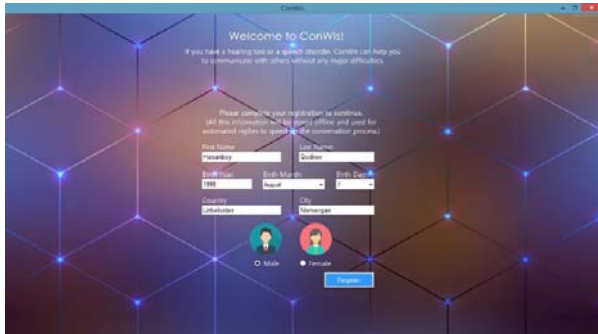 ConWis
Welcome to ConWis!
If you have a hearing loss or a speech disorder, ConWis can help you
to communicate with others without any major difficulties.
Please complete your registration to continue.
(All this information will be stored offline and used for
automated replies to speed up the conversation process.)
First Name Last Name
Hasanboy Qodirov
Birth Year Birth Month Birth Day
August 7
Country City
Uzbekistan Namangan
Male Female
Register